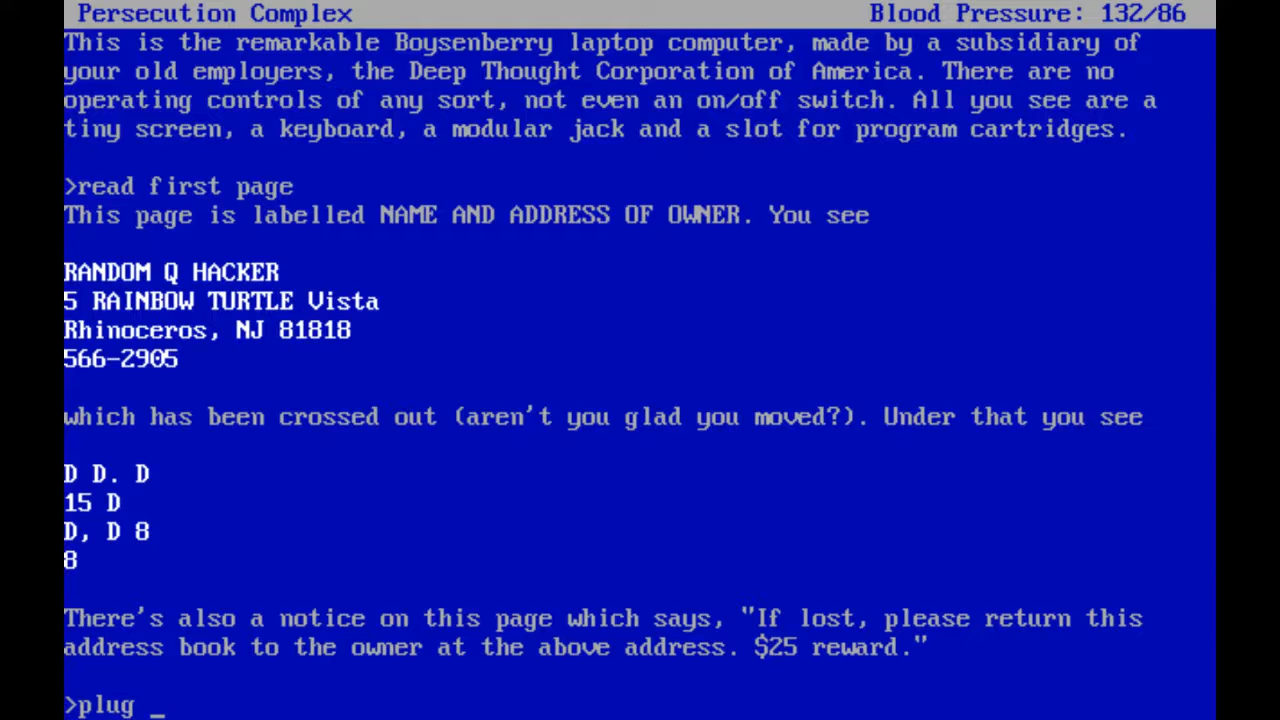 Persecution Complex Blood Pressure: 132/86
This is the remarkable Boysenberry laptop computer, made by a subsidiary of
your old employers, the Deep Thought Corporation of America. There are no
operating controls of any sort, not even an on/off switch. All you see are a
tiny screen, a keyboard, a modular jack and a slot for program cartridges.
>read first page
This page is labelled NAME AND ADDRESS OF OWNER. You see
RANDOM Q HACKER
5 RAINBOW TURTLE Vista
Rhinoceros, NJ 81818
566-2905
which has been crossed out (aren't you glad you moved?). Under that you see
D D. D
15 D
D, D 8
8
There's also a notice on this page which says, "If lost, please return this
address book to the owner at the above address. $25 reward."
>plug _